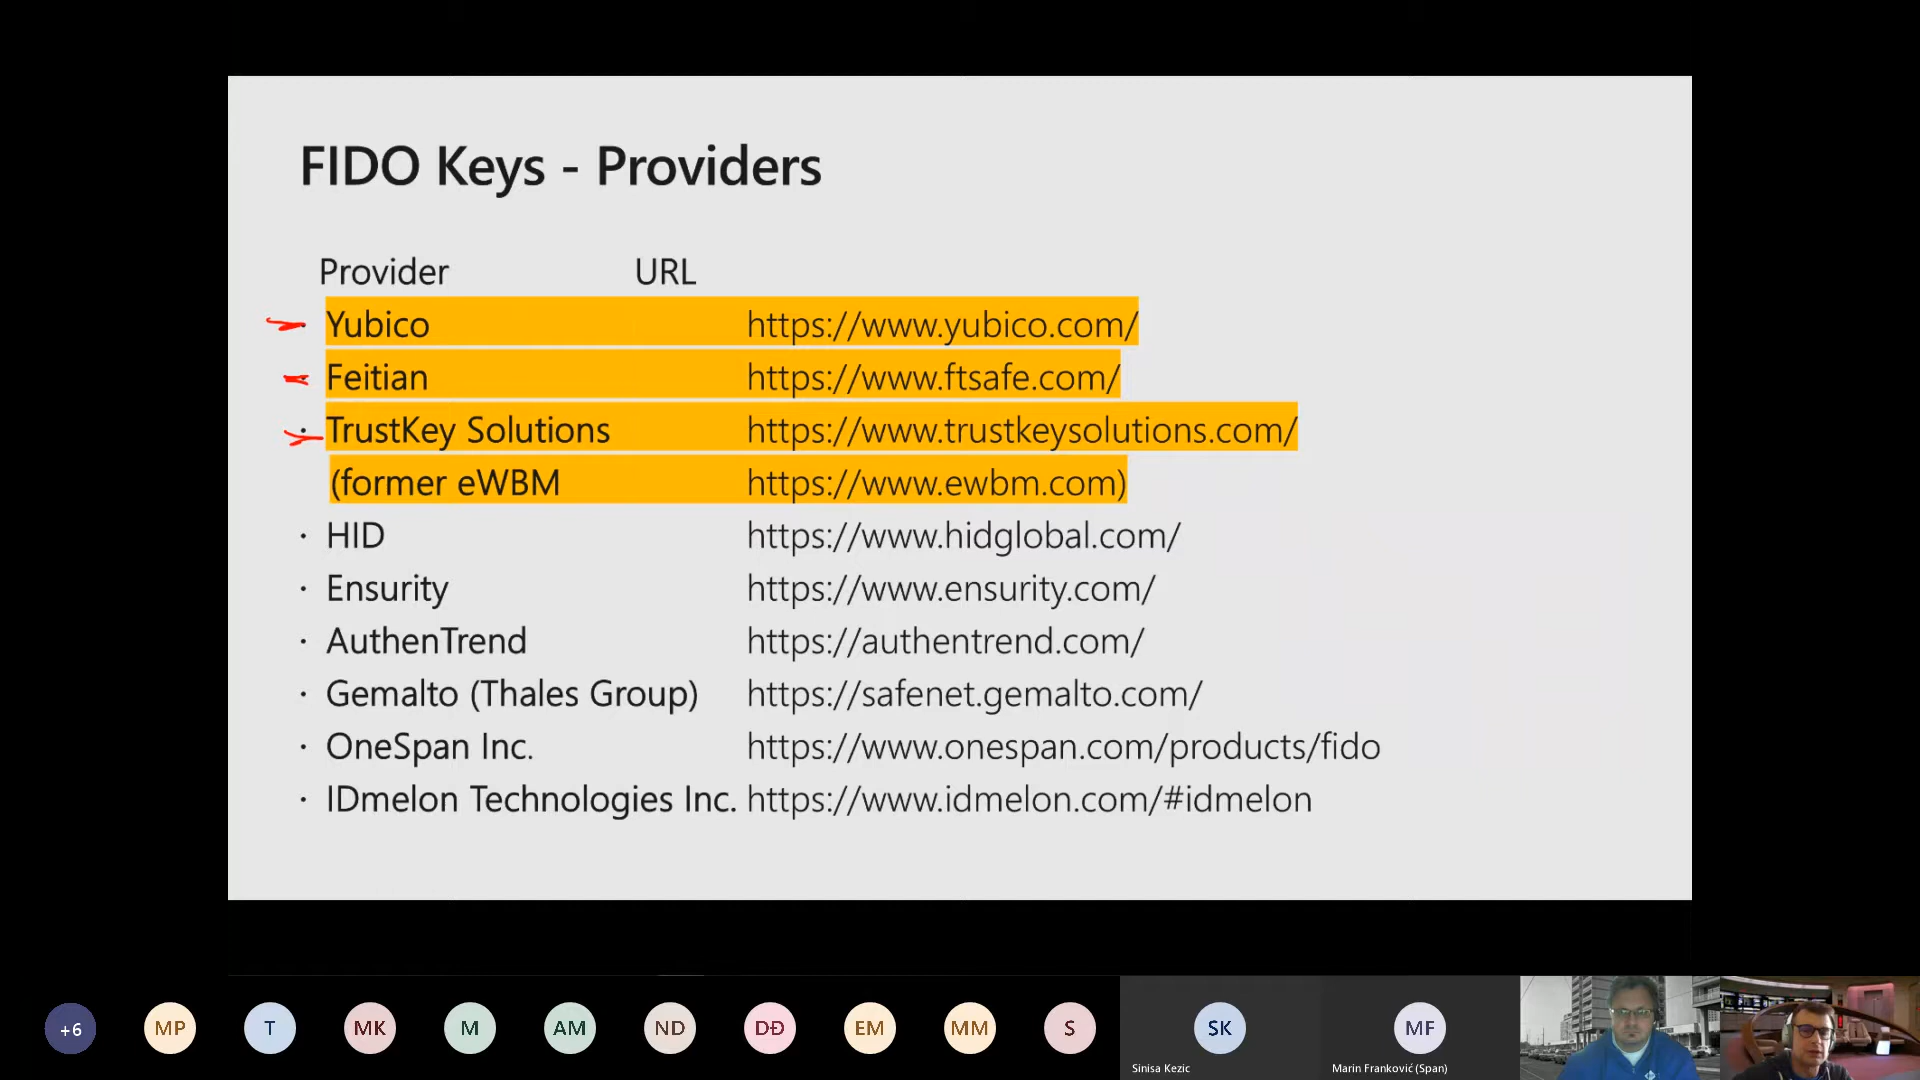 FIDO Keys - Providers
Provider URL
· Yubico https://www.yubico.com/
Feitian https://www.ftsafe.com/
· TrustKey Solutions https://www.trustkeysolutions.com/
(former eWBM https://www.ewbm.com)
· HID https://www.hidglobal.com/
· Ensurity https://www.ensurity.com/
· AuthenTrend https://authentrend.com/
· Gemalto (Thales Group) https://safenet.gemalto.com/
· OneSpan Inc. https://www.onespan.com/products/fido
· IDmelon Technologies Inc. https://www.idmelon.com/#idmelon
+6 MP T MK M AM ND DĐ EM MM S SK MF
Sinisa Kezic Marin Franković (Span)